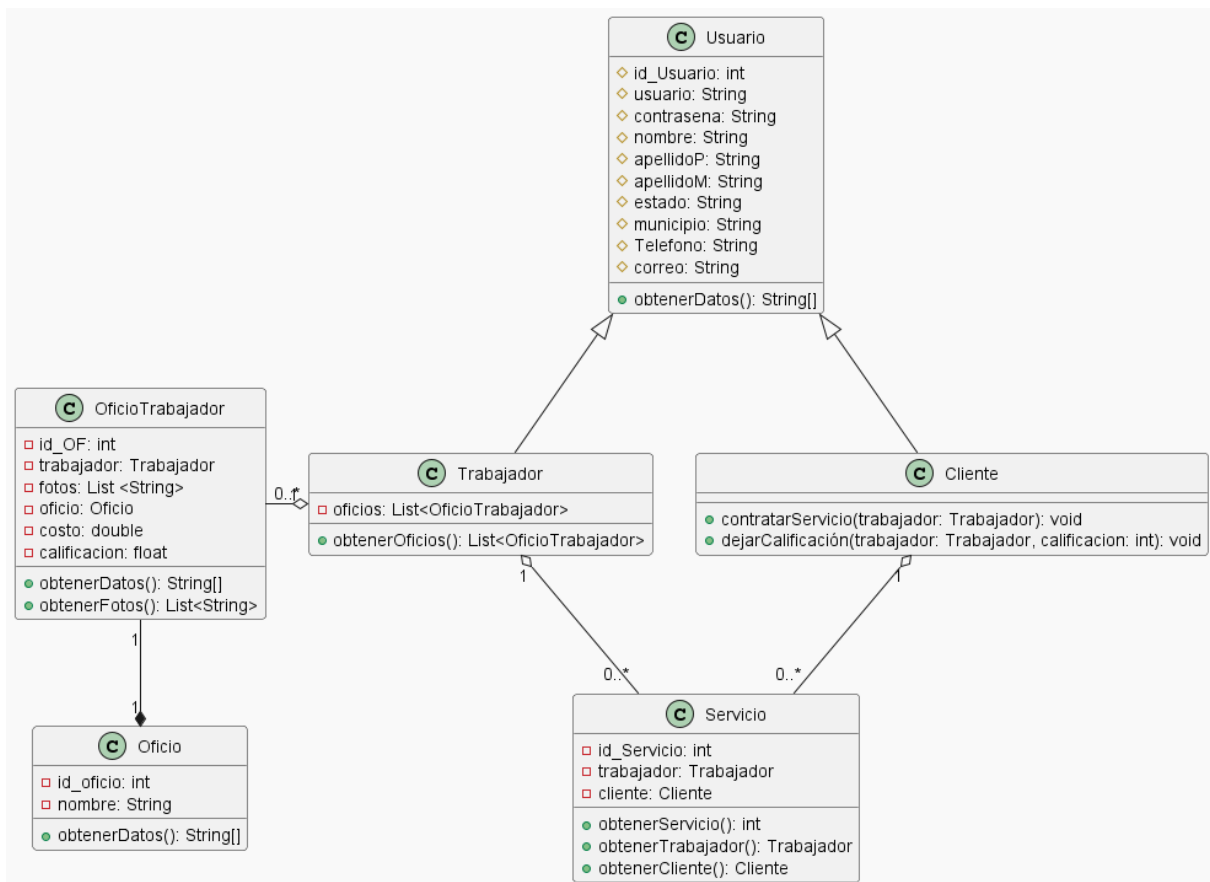 C Usuario
id_Usuario: int
usuario: String
contrasena: String
nombre: String
apellidoP: String
apellidoM: String
estado: String
municipio: String
Telefono: String
correo: String
obtenerDatos(): String[]
C OficioTrabajador
id_OF: int
trabajador: Trabajador
fotos: List <String>
oficio: Oficio
costo: double
calificacion: float
obtenerDatos(): String[]
obtenerFotos(): List<String>
0..*
1
C Trabajador
oficios: List<OficioTrabajador>
obtenerOficios(): List<OficioTrabajador>
C Cliente
contratarServicio(trabajador: Trabajador): void
dejarCalificación(trabajador: Trabajador, calificacion: int): void
1
1
1
1
0..*
0..*
C Oficio
id_oficio: int
nombre: String
obtenerDatos(): String[]
C Servicio
id_Servicio: int
trabajador: Trabajador
cliente: Cliente
obtenerServicio(): int
obtenerTrabajador(): Trabajador
obtenerCliente(): Cliente